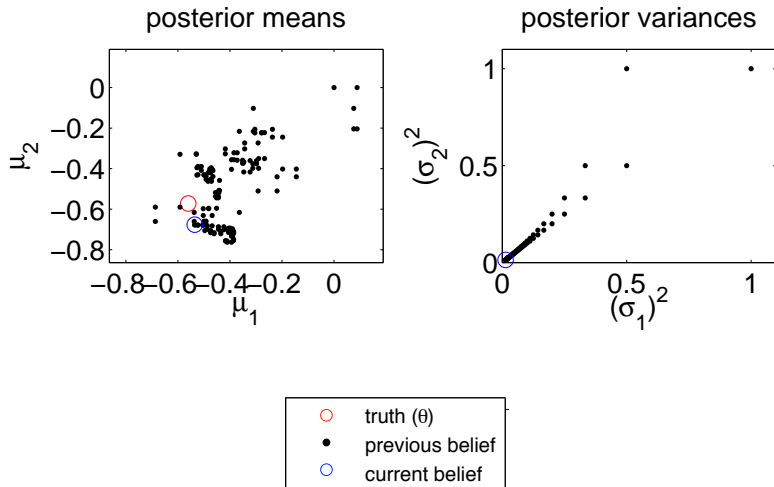 posterior means
0
−0.2
−0.4
−0.6
−0.8
μ2
−0.8 −0.6 −0.4 −0.2 0
μ1
posterior variances
1
0.5
0
(σ2)²
0 0.5 1
(σ1)²
truth (θ)
previous belief
current belief